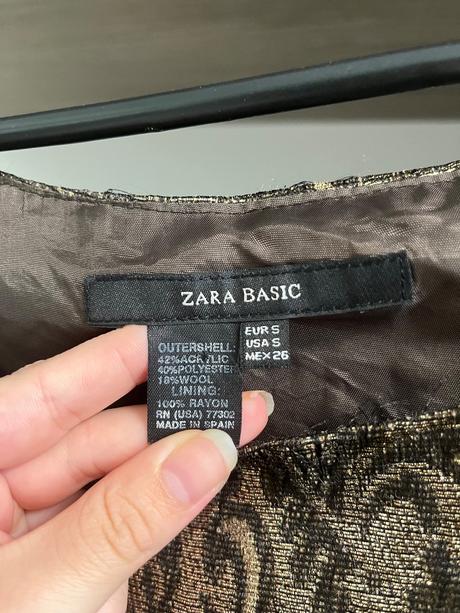 ZARA BASIC
EUR S
USA S
MEX 26
OUTERSHELL:
42%ACRYLIC
40%POLYESTER
18%WOOL
LINING:
100% RAYON
RN (USA) 77302
MADE IN SPAIN